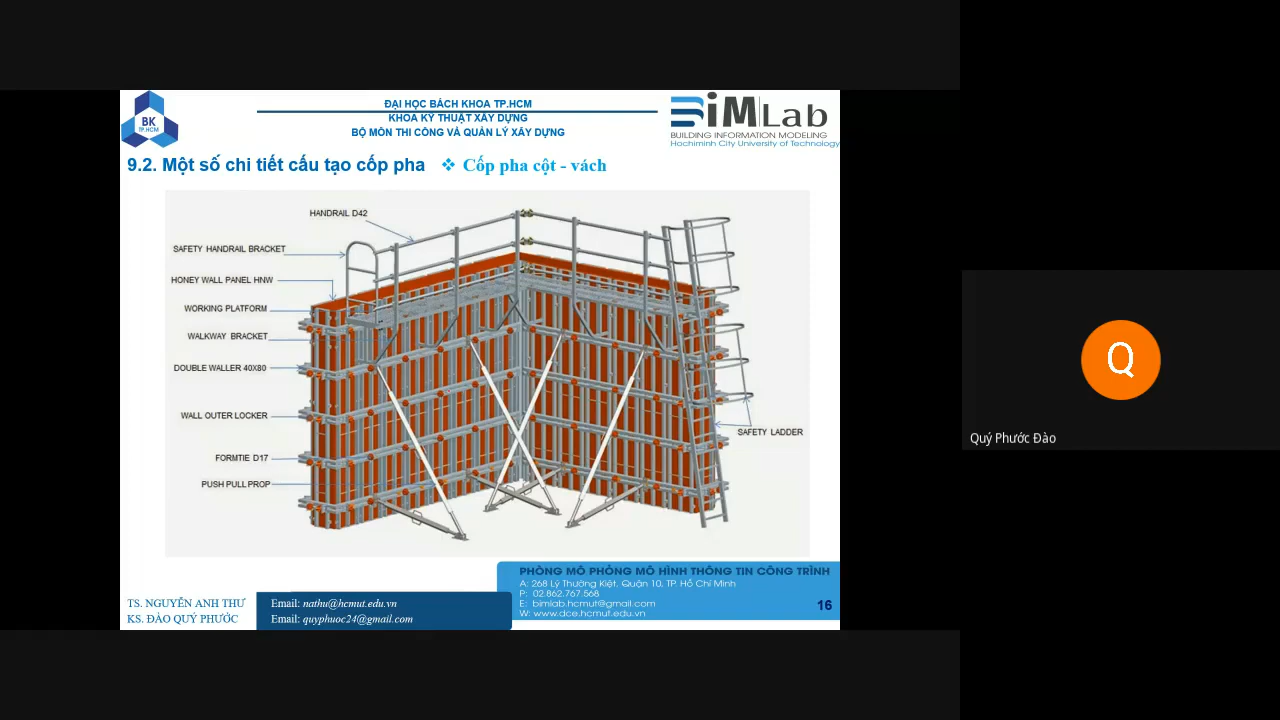 BK
TP.HCM
ĐẠI HỌC BÁCH KHOA TP.HCM
KHOA KỸ THUẬT XÂY DỰNG
BỘ MÔN THI CÔNG VÀ QUẢN LÝ XÂY DỰNG
BiMLab
BUILDING INFORMATION MODELING
Hochiminh City University of Technology
9.2. Một số chi tiết cấu tạo cốp pha ❖ Cốp pha cột - vách
HANDRAIL D42
SAFETY HANDRAIL BRACKET
HONEY WALL PANEL HNW
WORKING PLATFORM
WALKWAY BRACKET
DOUBLE WALLER 40X80
WALL OUTER LOCKER
FORMTIE D17
PUSH PULL PROP
SAFETY LADDER
Q
Quý Phước Đào
PHÒNG MÔ PHỎNG MÔ HÌNH THÔNG TIN CÔNG TRÌNH
A: 268 Lý Thường Kiệt, Quận 10, TP. Hồ Chí Minh
P: 02.862.767.568
E: bimlab.hcmut@gmail.com
W: www.dce.hcmut.edu.vn
16
TS. NGUYỄN ANH THƯ
KS. ĐÀO QUÝ PHƯỚC
Email: nathu@hcmut.edu.vn
Email: quyphuoc24@gmail.com